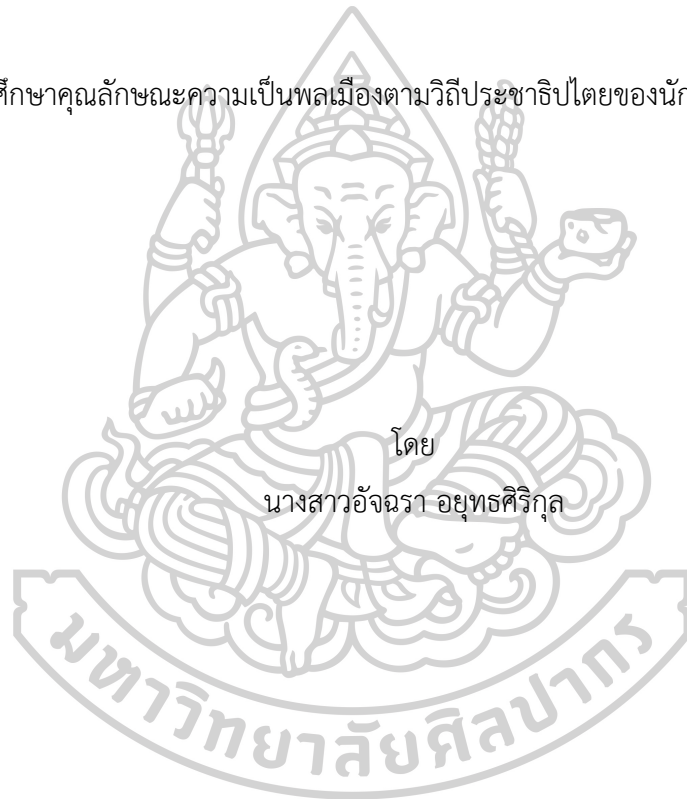 ศึกษาคุณลักษณะความเป็นพลเมืองตามวิถีประชาธิปไตยของนัก
โดย
นางสาวอัจฉรา อยุทธศิริกุล
มหาวิทยาลัยศิลปากร